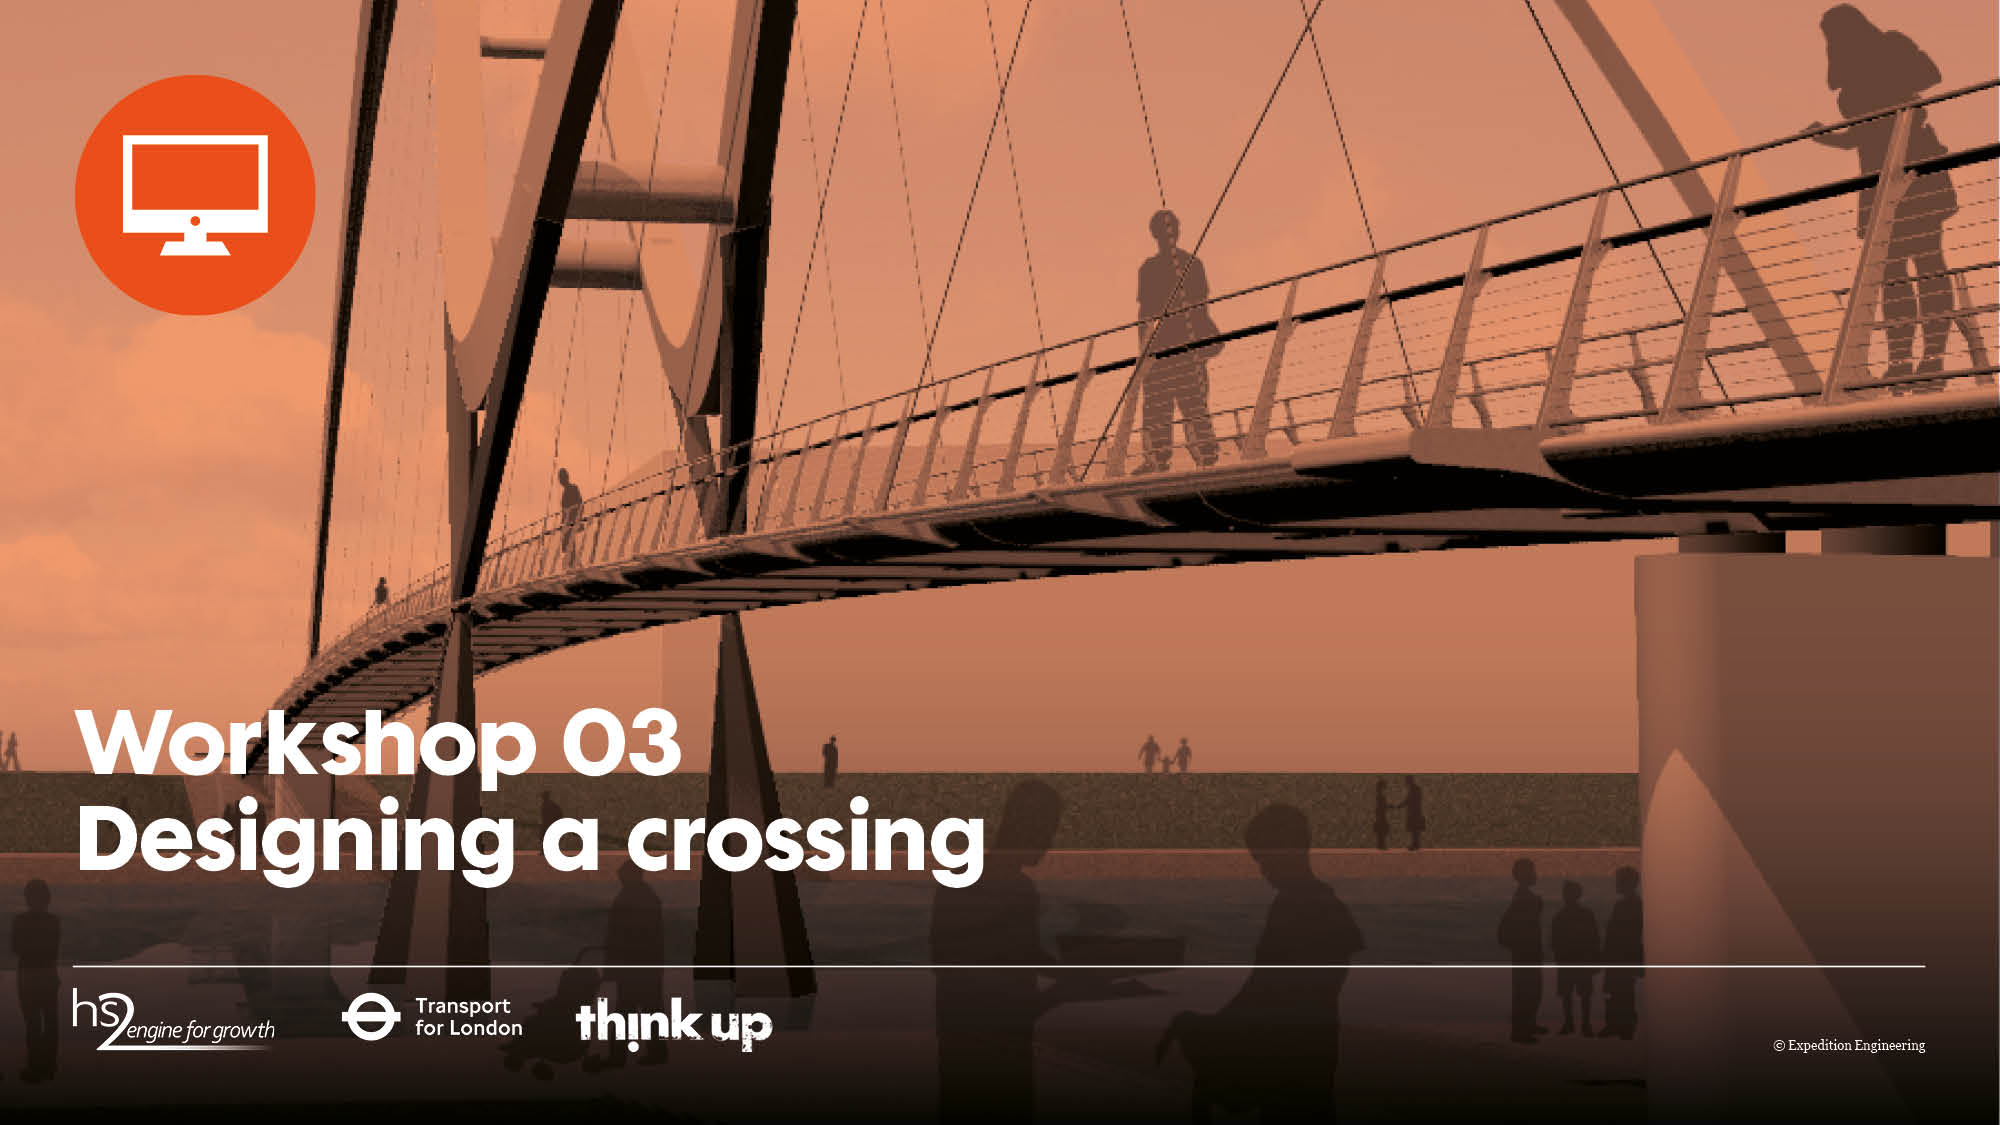 Workshop 03
Designing a crossing
hs2 engine for growth
Transport
for London
think up
© Expedition Engineering